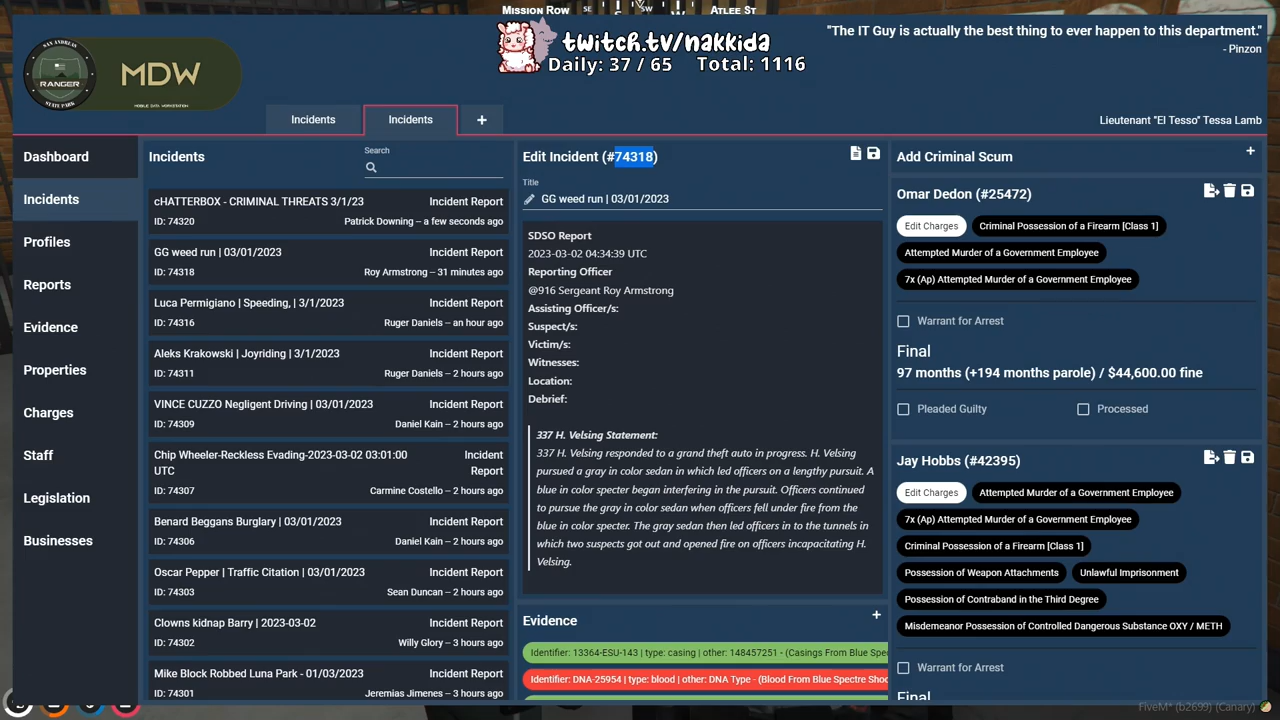 Mission Row SE S SW W Atlee St
twitch.tv/nakkida
Daily: 37 / 65 Total: 1116
"The IT Guy is actually the best thing to ever happen to this department."
- Pinzon
SAN ANDREAS
RANGER
STATE PARK
MDW
MOBILE DATA WORKSTATION
Incidents
Incidents
+
Lieutenant "El Tesso" Tessa Lamb
Dashboard
Incidents
Profiles
Reports
Evidence
Properties
Charges
Staff
Legislation
Businesses
Incidents
Search
cHATTERBOX - CRIMINAL THREATS 3/1/23 Incident Report
ID: 74320 Patrick Downing – a few seconds ago
GG weed run | 03/01/2023 Incident Report
ID: 74318 Roy Armstrong – 31 minutes ago
Luca Permigiano | Speeding, | 3/1/2023 Incident Report
ID: 74316 Ruger Daniels – an hour ago
Aleks Krakowski | Joyriding | 3/1/2023 Incident Report
ID: 74311 Ruger Daniels – 2 hours ago
VINCE CUZZO Negligent Driving | 03/01/2023 Incident Report
ID: 74309 Daniel Kain – 2 hours ago
Chip Wheeler-Reckless Evading-2023-03-02 03:01:00 Incident
UTC Report
ID: 74307 Carmine Costello – 2 hours ago
Benard Beggans Burglary | 03/01/2023 Incident Report
ID: 74306 Daniel Kain – 2 hours ago
Oscar Pepper | Traffic Citation | 03/01/2023 Incident Report
ID: 74303 Sean Duncan – 2 hours ago
Clowns kidnap Barry | 2023-03-02 Incident Report
ID: 74302 Willy Glory – 3 hours ago
Mike Block Robbed Luna Park - 01/03/2023 Incident Report
ID: 74301 Jeremias Jimenes – 3 hours ago
Edit Incident (#74318)
Title
GG weed run | 03/01/2023
SDSO Report
2023-03-02 04:34:39 UTC
Reporting Officer
@916 Sergeant Roy Armstrong
Assisting Officer/s:
Suspect/s:
Victim/s:
Witnesses:
Location:
Debrief:
337 H. Velsing Statement:
337 H. Velsing responded to a grand theft auto in progress. H. Velsing
pursued a gray in color sedan in which led officers on a lengthy pursuit. A
blue in color specter began interfering in the pursuit. Officers continued
to pursue the gray in color sedan when officers fell under fire from the
blue in color specter. The gray sedan then led officers in to the tunnels in
which two suspects got out and opened fire on officers incapacitating H.
Velsing.
Evidence +
Identifier: 13364-ESU-143 | type: casing | other: 148457251 - (Casings From Blue Spe
Identifier: DNA-25954 | type: blood | other: DNA Type - (Blood From Blue Spectre Shoo
Add Criminal Scum +
Omar Dedon (#25472)
Edit Charges Criminal Possession of a Firearm [Class 1]
Attempted Murder of a Government Employee
7x (Ap) Attempted Murder of a Government Employee
Warrant for Arrest
Final
97 months (+194 months parole) / $44,600.00 fine
Pleaded Guilty Processed
Jay Hobbs (#42395)
Edit Charges Attempted Murder of a Government Employee
7x (Ap) Attempted Murder of a Government Employee
Criminal Possession of a Firearm [Class 1]
Possession of Weapon Attachments Unlawful Imprisonment
Possession of Contraband in the Third Degree
Misdemeanor Possession of Controlled Dangerous Substance OXY / METH
Warrant for Arrest
Final
FiveM* (b2699) (Canary)